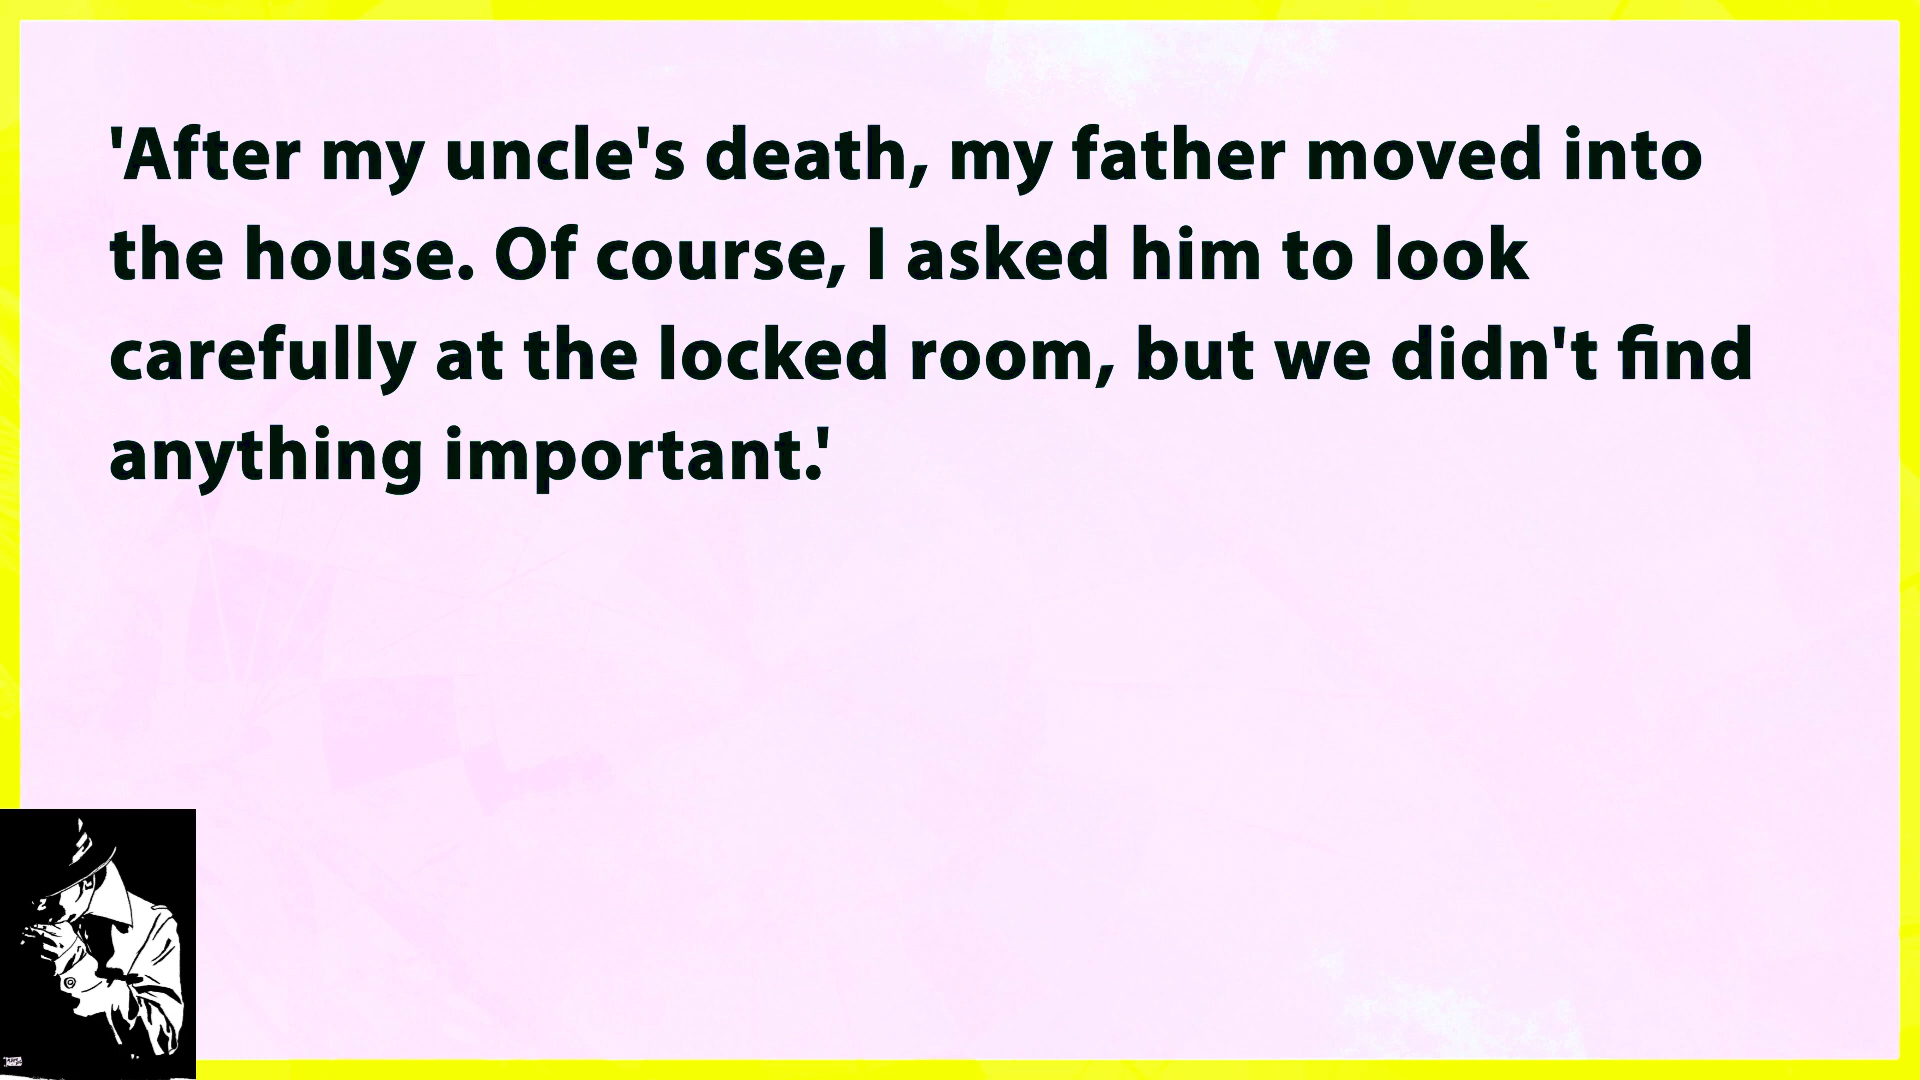 'After my uncle's death, my father moved into
the house. Of course, I asked him to look
carefully at the locked room, but we didn't find
anything important.'